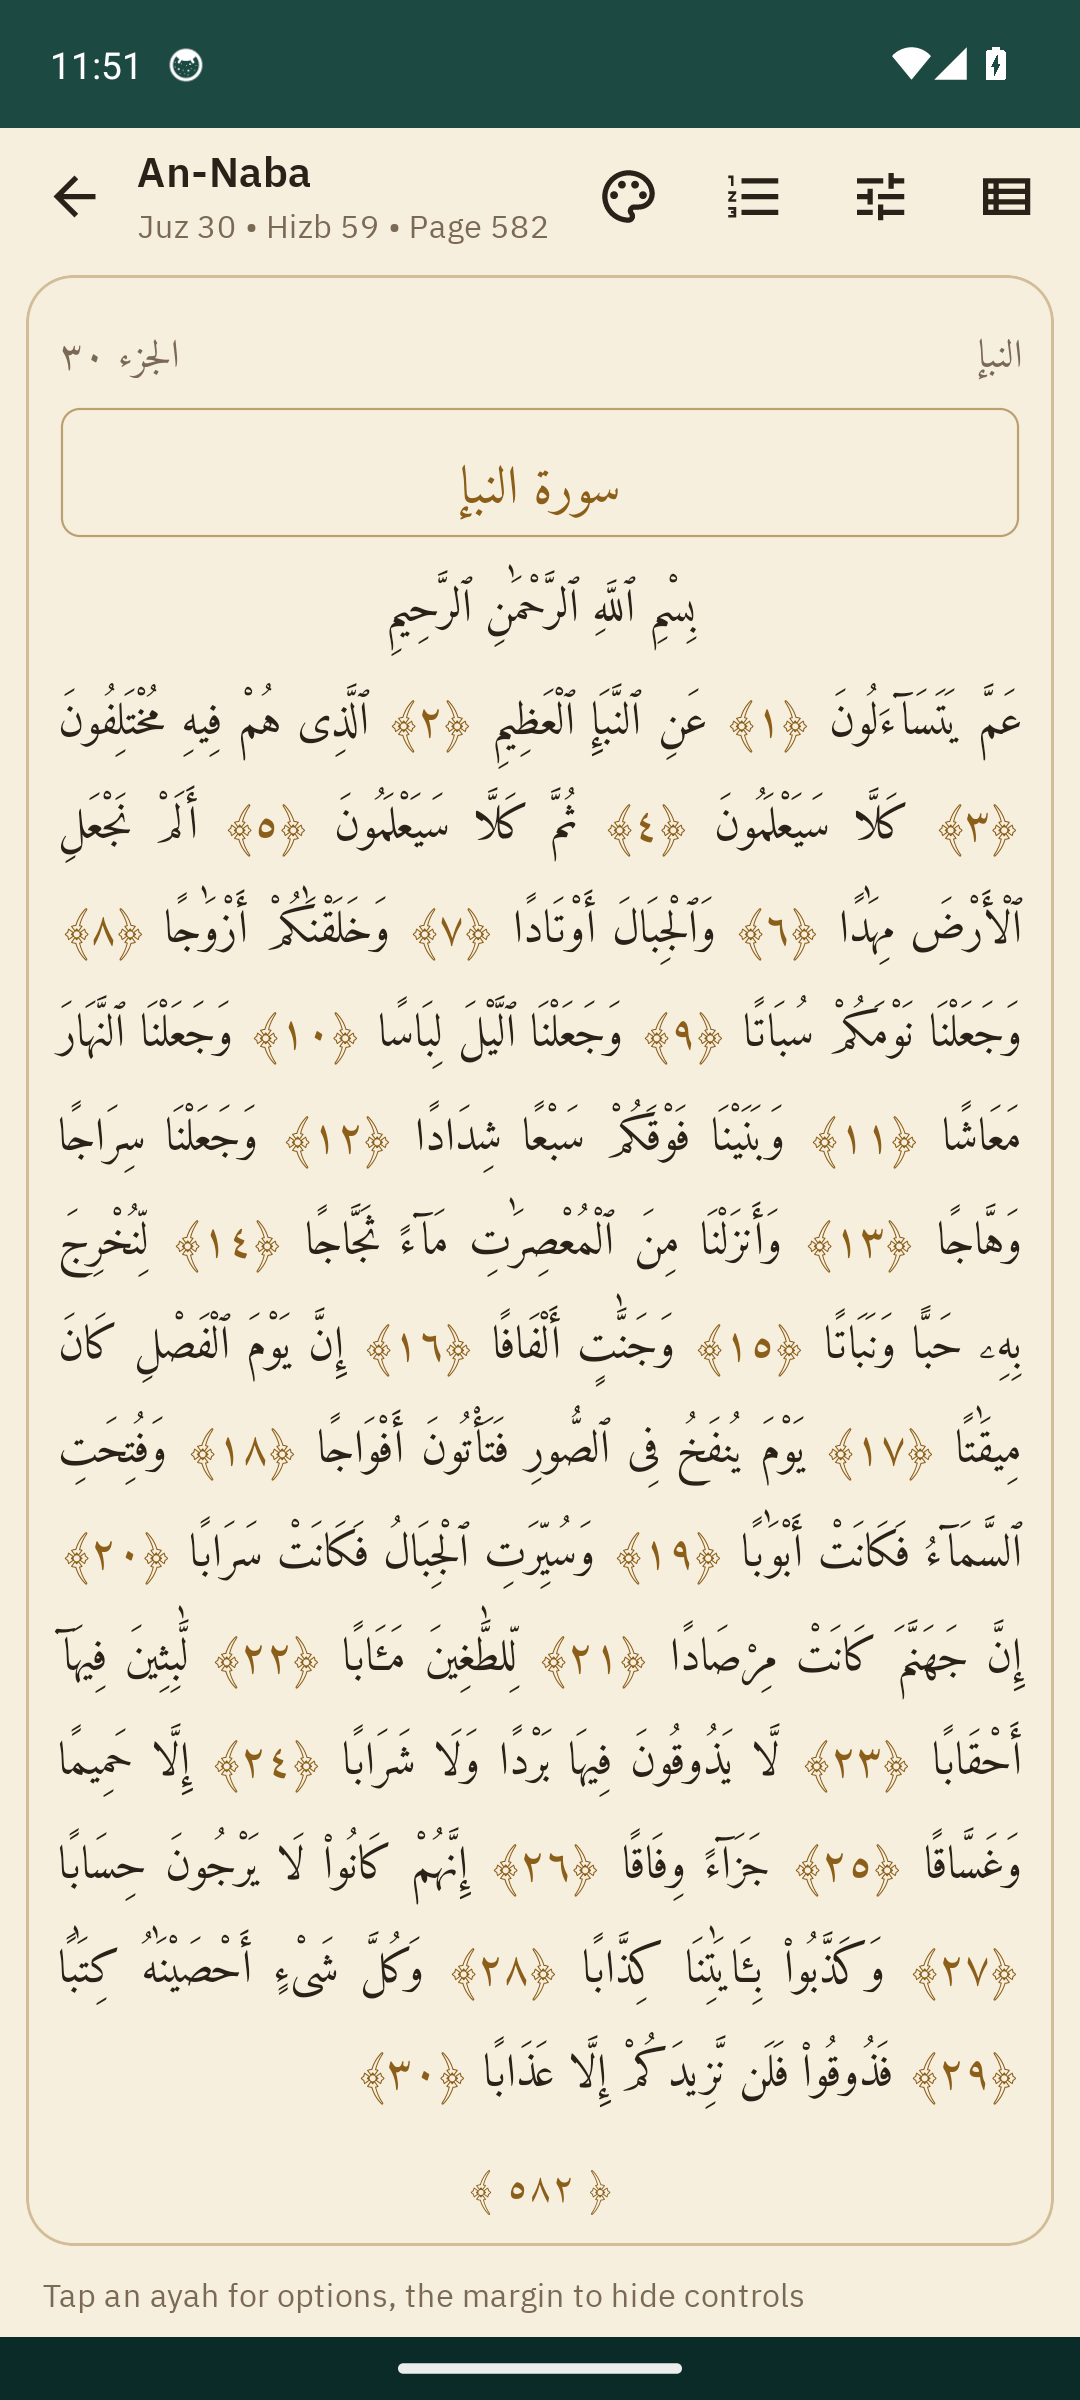 11:51
An-Naba
Juz 30 • Hizb 59 • Page 582
النبإ
الجزء ٣٠
سورة النبإ
بِسْمِ ٱللَّهِ ٱلرَّحْمَٰنِ ٱلرَّحِيمِ
عَمَّ يَتَسَآءَلُونَ ﴿١﴾ عَنِ ٱلنَّبَإِ ٱلْعَظِيمِ ﴿٢﴾ ٱلَّذِى هُمْ فِيهِ مُخْتَلِفُونَ
﴿٣﴾ كَلَّا سَيَعْلَمُونَ ﴿٤﴾ ثُمَّ كَلَّا سَيَعْلَمُونَ ﴿٥﴾ أَلَمْ نَجْعَلِ
ٱلْأَرْضَ مِهَٰدًا ﴿٦﴾ وَٱلْجِبَالَ أَوْتَادًا ﴿٧﴾ وَخَلَقْنَٰكُمْ أَزْوَٰجًا ﴿٨﴾
وَجَعَلْنَا نَوْمَكُمْ سُبَاتًا ﴿٩﴾ وَجَعَلْنَا ٱلَّيْلَ لِبَاسًا ﴿١٠﴾ وَجَعَلْنَا ٱلنَّهَارَ
مَعَاشًا ﴿١١﴾ وَبَنَيْنَا فَوْقَكُمْ سَبْعًا شِدَادًا ﴿١٢﴾ وَجَعَلْنَا سِرَاجًا
وَهَّاجًا ﴿١٣﴾ وَأَنزَلْنَا مِنَ ٱلْمُعْصِرَٰتِ مَآءً ثَجَّاجًا ﴿١٤﴾ لِّنُخْرِجَ
بِهِۦ حَبًّا وَنَبَاتًا ﴿١٥﴾ وَجَنَّٰتٍ أَلْفَافًا ﴿١٦﴾ إِنَّ يَوْمَ ٱلْفَصْلِ كَانَ
مِيقَٰتًا ﴿١٧﴾ يَوْمَ يُنفَخُ فِى ٱلصُّورِ فَتَأْتُونَ أَفْوَاجًا ﴿١٨﴾ وَفُتِحَتِ
ٱلسَّمَآءُ فَكَانَتْ أَبْوَٰبًا ﴿١٩﴾ وَسُيِّرَتِ ٱلْجِبَالُ فَكَانَتْ سَرَابًا ﴿٢٠﴾
إِنَّ جَهَنَّمَ كَانَتْ مِرْصَادًا ﴿٢١﴾ لِّلطَّٰغِينَ مَـَٔابًا ﴿٢٢﴾ لَّٰبِثِينَ فِيهَآ
أَحْقَابًا ﴿٢٣﴾ لَّا يَذُوقُونَ فِيهَا بَرْدًا وَلَا شَرَابًا ﴿٢٤﴾ إِلَّا حَمِيمًا
وَغَسَّاقًا ﴿٢٥﴾ جَزَآءً وِفَاقًا ﴿٢٦﴾ إِنَّهُمْ كَانُوا۟ لَا يَرْجُونَ حِسَابًا
﴿٢٧﴾ وَكَذَّبُوا۟ بِـَٔايَٰتِنَا كِذَّابًا ﴿٢٨﴾ وَكُلَّ شَىْءٍ أَحْصَيْنَٰهُ كِتَٰبًا
﴿٢٩﴾ فَذُوقُوا۟ فَلَن نَّزِيدَكُمْ إِلَّا عَذَابًا ﴿٣٠﴾
﴿ ٥٨٢ ﴾
Tap an ayah for options, the margin to hide controls